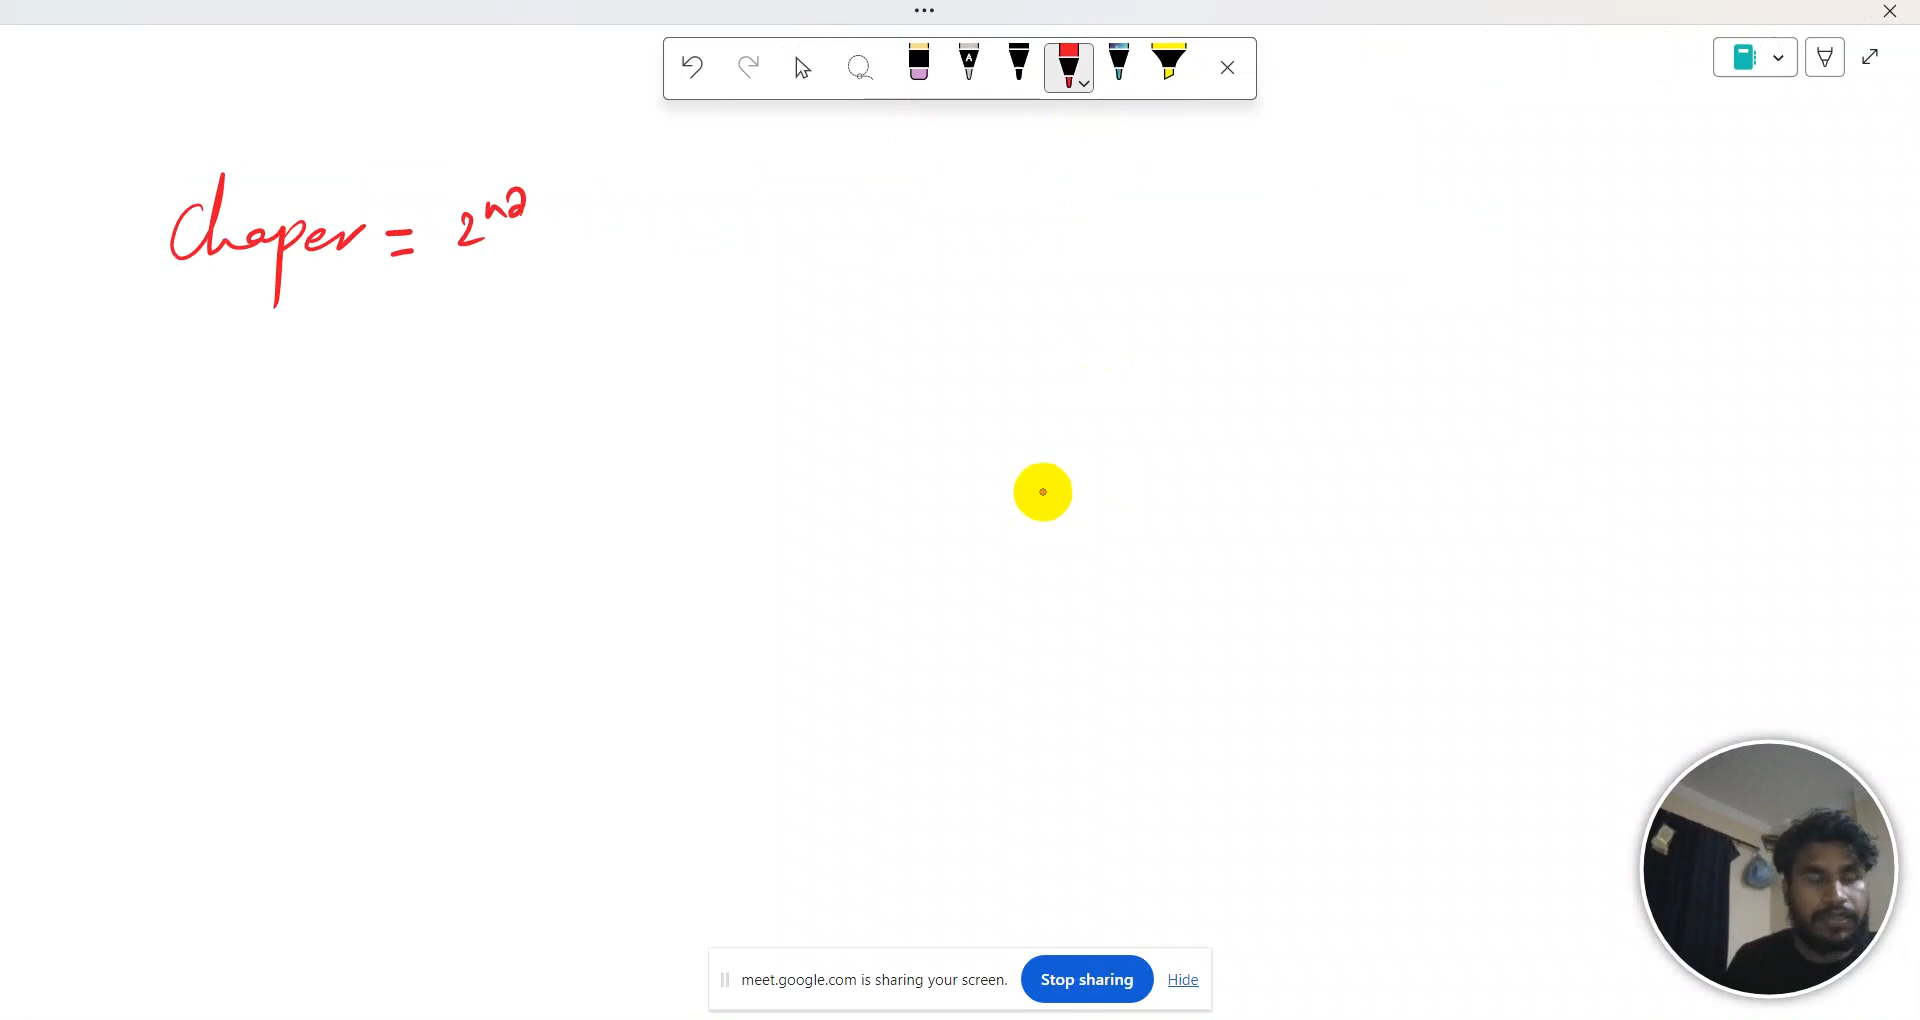 •••
A
Chaper = 2nd
meet.google.com is sharing your screen. Stop sharing Hide